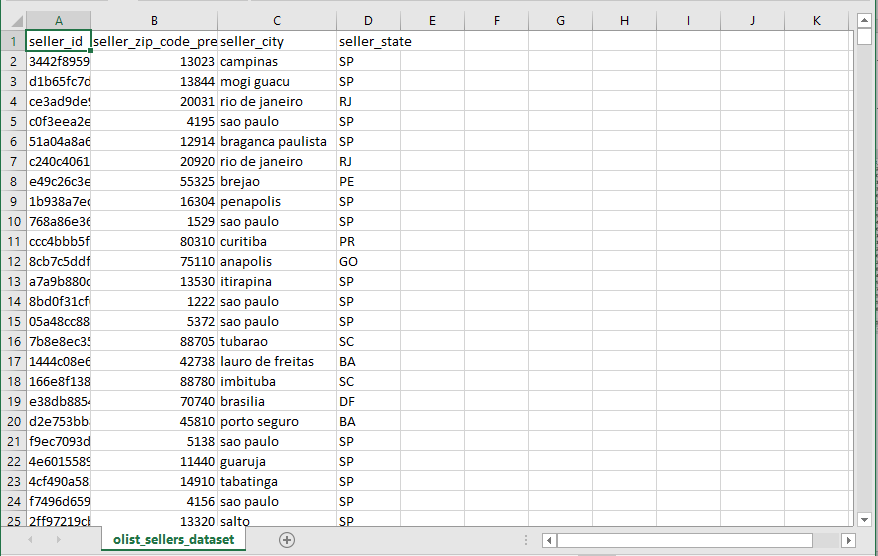 A B C D E F G H I J K
1 seller_id seller_zip_code_pre seller_city seller_state
2 3442f8959 13023 campinas SP
3 d1b65fc7d 13844 mogi guacu SP
4 ce3ad9de 20031 rio de janeiro RJ
5 c0f3eea2e 4195 sao paulo SP
6 51a04a8a6 12914 braganca paulista SP
7 c240c4061 20920 rio de janeiro RJ
8 e49c26c3e 55325 brejao PE
9 1b938a7ec 16304 penapolis SP
10 768a86e36 1529 sao paulo SP
11 ccc4bbb5f 80310 curitiba PR
12 8cb7c5ddf 75110 anapolis GO
13 a7a9b880c 13530 itirapina SP
14 8bd0f31cf 1222 sao paulo SP
15 05a48cc88 5372 sao paulo SP
16 7b8e8ec35 88705 tubarao SC
17 1444c08e6 42738 lauro de freitas BA
18 166e8f138 88780 imbituba SC
19 e38db885 70740 brasilia DF
20 d2e753bb 45810 porto seguro BA
21 f9ec7093d 5138 sao paulo SP
22 4e6015589 11440 guaruja SP
23 4cf490a58 14910 tabatinga SP
24 f7496d659 4156 sao paulo SP
25 2ff97219c 13320 salto SP
olist_sellers_dataset